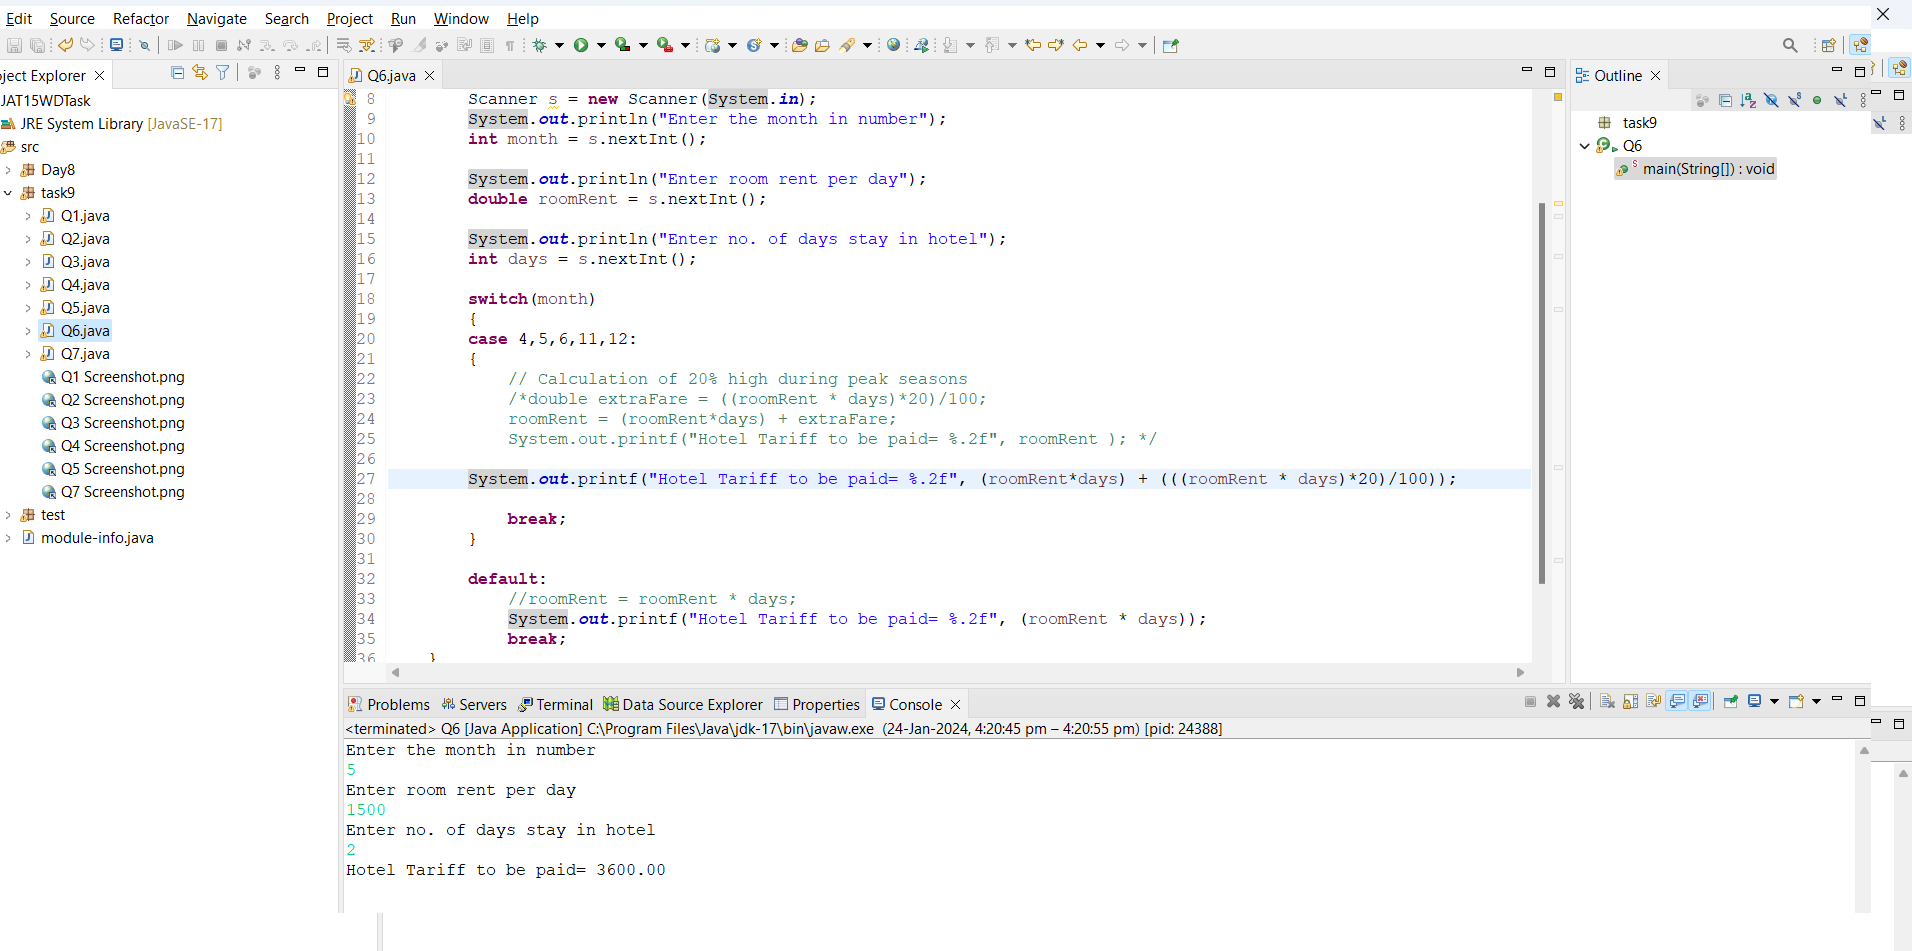 Edit Source Refactor Navigate Search Project Run Window Help
ject Explorer
JAT15WDTask
JRE System Library [JavaSE-17]
src
Day8
task9
Q1.java
Q2.java
Q3.java
Q4.java
Q5.java
Q6.java
Q7.java
Q1 Screenshot.png
Q2 Screenshot.png
Q3 Screenshot.png
Q4 Screenshot.png
Q5 Screenshot.png
Q7 Screenshot.png
test
module-info.java
Q6.java
8 Scanner s = new Scanner(System.in);
9 System.out.println("Enter the month in number");
10 int month = s.nextInt();
11
12 System.out.println("Enter room rent per day");
13 double roomRent = s.nextInt();
14
15 System.out.println("Enter no. of days stay in hotel");
16 int days = s.nextInt();
17
18 switch(month)
19 {
20 case 4,5,6,11,12:
21 {
22 // Calculation of 20% high during peak seasons
23 /*double extraFare = ((roomRent * days)*20)/100;
24 roomRent = (roomRent*days) + extraFare;
25 System.out.printf("Hotel Tariff to be paid= %.2f", roomRent ); */
26
27 System.out.printf("Hotel Tariff to be paid= %.2f", (roomRent*days) + (((roomRent * days)*20)/100));
28
29 break;
30 }
31
32 default:
33 //roomRent = roomRent * days;
34 System.out.printf("Hotel Tariff to be paid= %.2f", (roomRent * days));
35 break;
36 }
Outline
task9
Q6
main(String[]) : void
Problems Servers Terminal Data Source Explorer Properties Console
<terminated> Q6 [Java Application] C:\Program Files\Java\jdk-17\bin\javaw.exe (24-Jan-2024, 4:20:45 pm – 4:20:55 pm) [pid: 24388]
Enter the month in number
5
Enter room rent per day
1500
Enter no. of days stay in hotel
2
Hotel Tariff to be paid= 3600.00